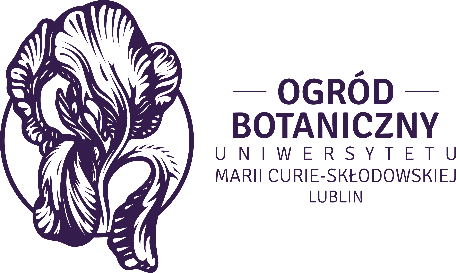 OGRÓD
BOTANICZNY
UNIWERSYTETU
MARII CURIE-SKŁODOWSKIEJ
LUBLIN